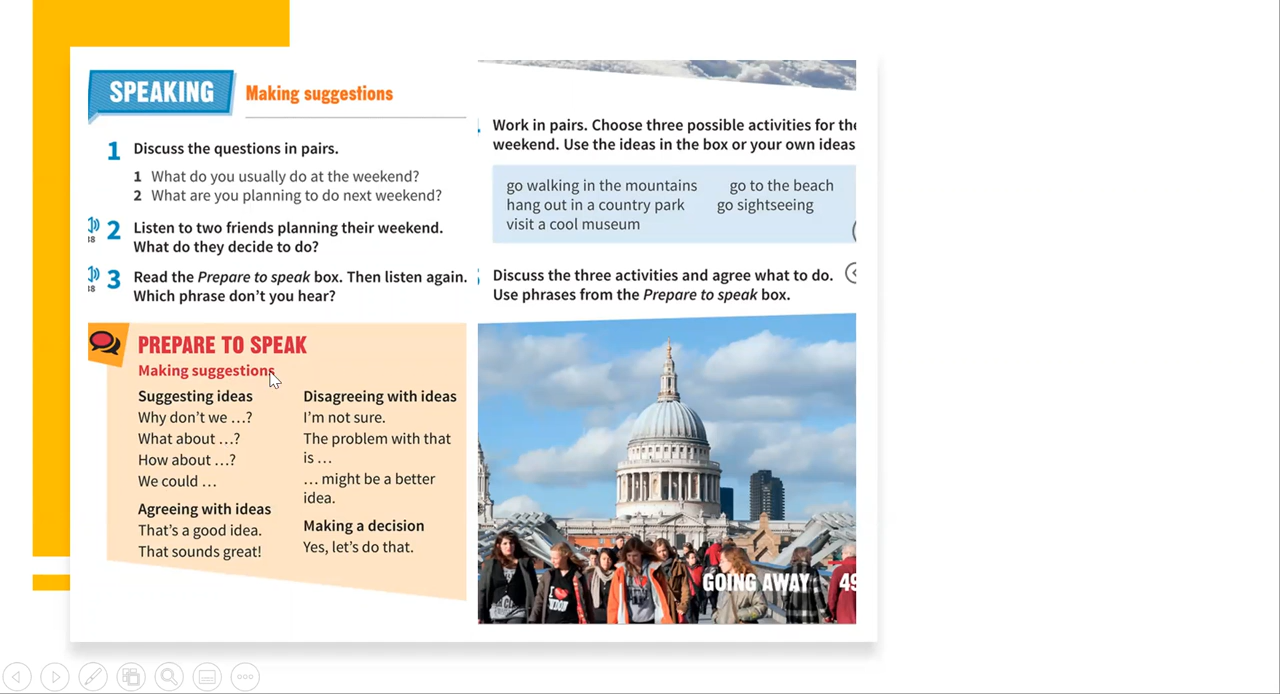 SPEAKING
Making suggestions
1 Discuss the questions in pairs.
1 What do you usually do at the weekend?
2 What are you planning to do next weekend?
2 Listen to two friends planning their weekend.
What do they decide to do?
3 Read the Prepare to speak box. Then listen again.
Which phrase don't you hear?
PREPARE TO SPEAK
Making suggestions
Suggesting ideas
Why don't we …?
What about …?
How about …?
We could …
Agreeing with ideas
That's a good idea.
That sounds great!
Disagreeing with ideas
I'm not sure.
The problem with that
is …
… might be a better
idea.
Making a decision
Yes, let's do that.
Work in pairs. Choose three possible activities for the
weekend. Use the ideas in the box or your own ideas
go walking in the mountains go to the beach
hang out in a country park go sightseeing
visit a cool museum
Discuss the three activities and agree what to do.
Use phrases from the Prepare to speak box.
I LONDON
GOING AWAY 49